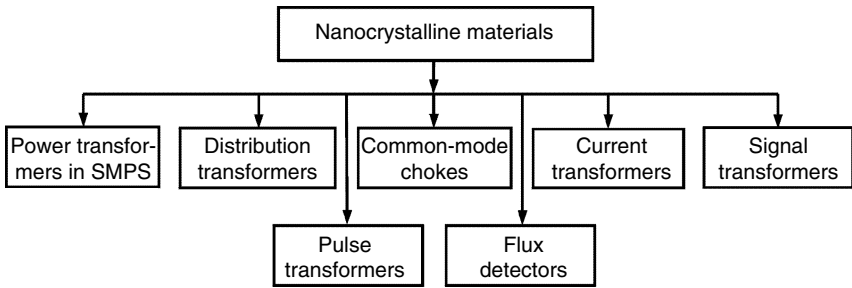 Nanocrystalline materials
Power transfor-
mers in SMPS
Distribution
transformers
Common-mode
chokes
Current
transformers
Signal
transformers
Pulse
transformers
Flux
detectors